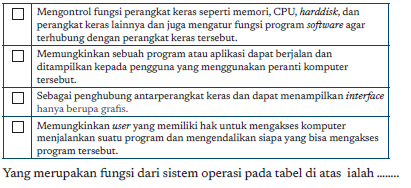 Mengontrol fungsi perangkat keras seperti memori, CPU, harddisk, dan
perangkat keras lainnya dan juga mengatur fungsi program software agar
terhubung dengan perangkat keras tersebut.
Memungkinkan sebuah program atau aplikasi dapat berjalan dan
ditampilkan kepada pengguna yang menggunakan peranti komputer
tersebut.
Sebagai penghubung antarperangkat keras dan dapat menampilkan interface
hanya berupa grafis.
Memungkinkan user yang memiliki hak untuk mengakses komputer
menjalankan suatu program dan mengendalikan siapa yang bisa mengakses
program tersebut.
Yang merupakan fungsi dari sistem operasi pada tabel di atas ialah ........